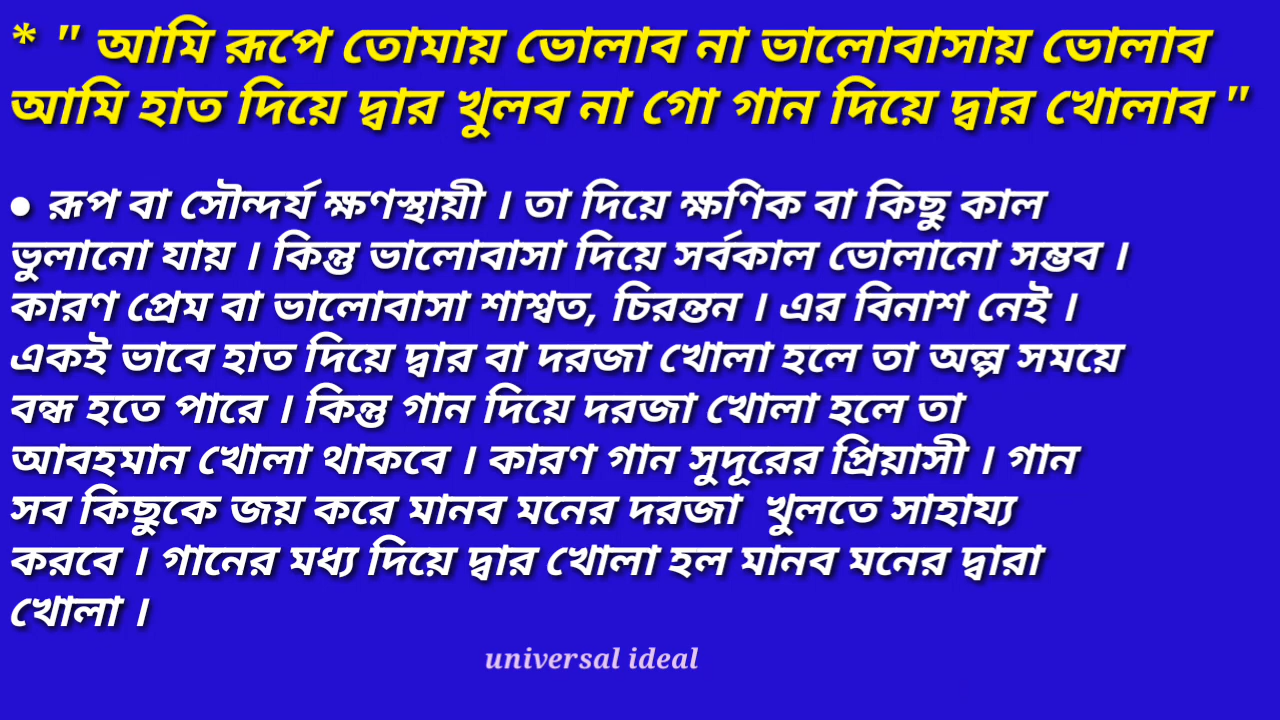 * " আমি রূপে তোমায় ভোলাব না ভালোবাসায় ভোলাব
আমি হাত দিয়ে দ্বার খুলব না গো গান দিয়ে দ্বার খোলাব "
● রূপ বা সৌন্দর্য ক্ষণস্থায়ী । তা দিয়ে ক্ষণিক বা কিছু কাল
ভুলানো যায় । কিন্তু ভালোবাসা দিয়ে সর্বকাল ভোলানো সম্ভব ।
কারণ প্রেম বা ভালোবাসা শাশ্বত, চিরন্তন । এর বিনাশ নেই ।
একই ভাবে হাত দিয়ে দ্বার বা দরজা খোলা হলে তা অল্প সময়ে
বন্ধ হতে পারে । কিন্তু গান দিয়ে দরজা খোলা হলে তা
আবহমান খোলা থাকবে । কারণ গান সুদূরের প্রিয়াসী । গান
সব কিছুকে জয় করে মানব মনের দরজা খুলতে সাহায্য
করবে । গানের মধ্য দিয়ে দ্বার খোলা হল মানব মনের দ্বারা
খোলা ।
universal ideal